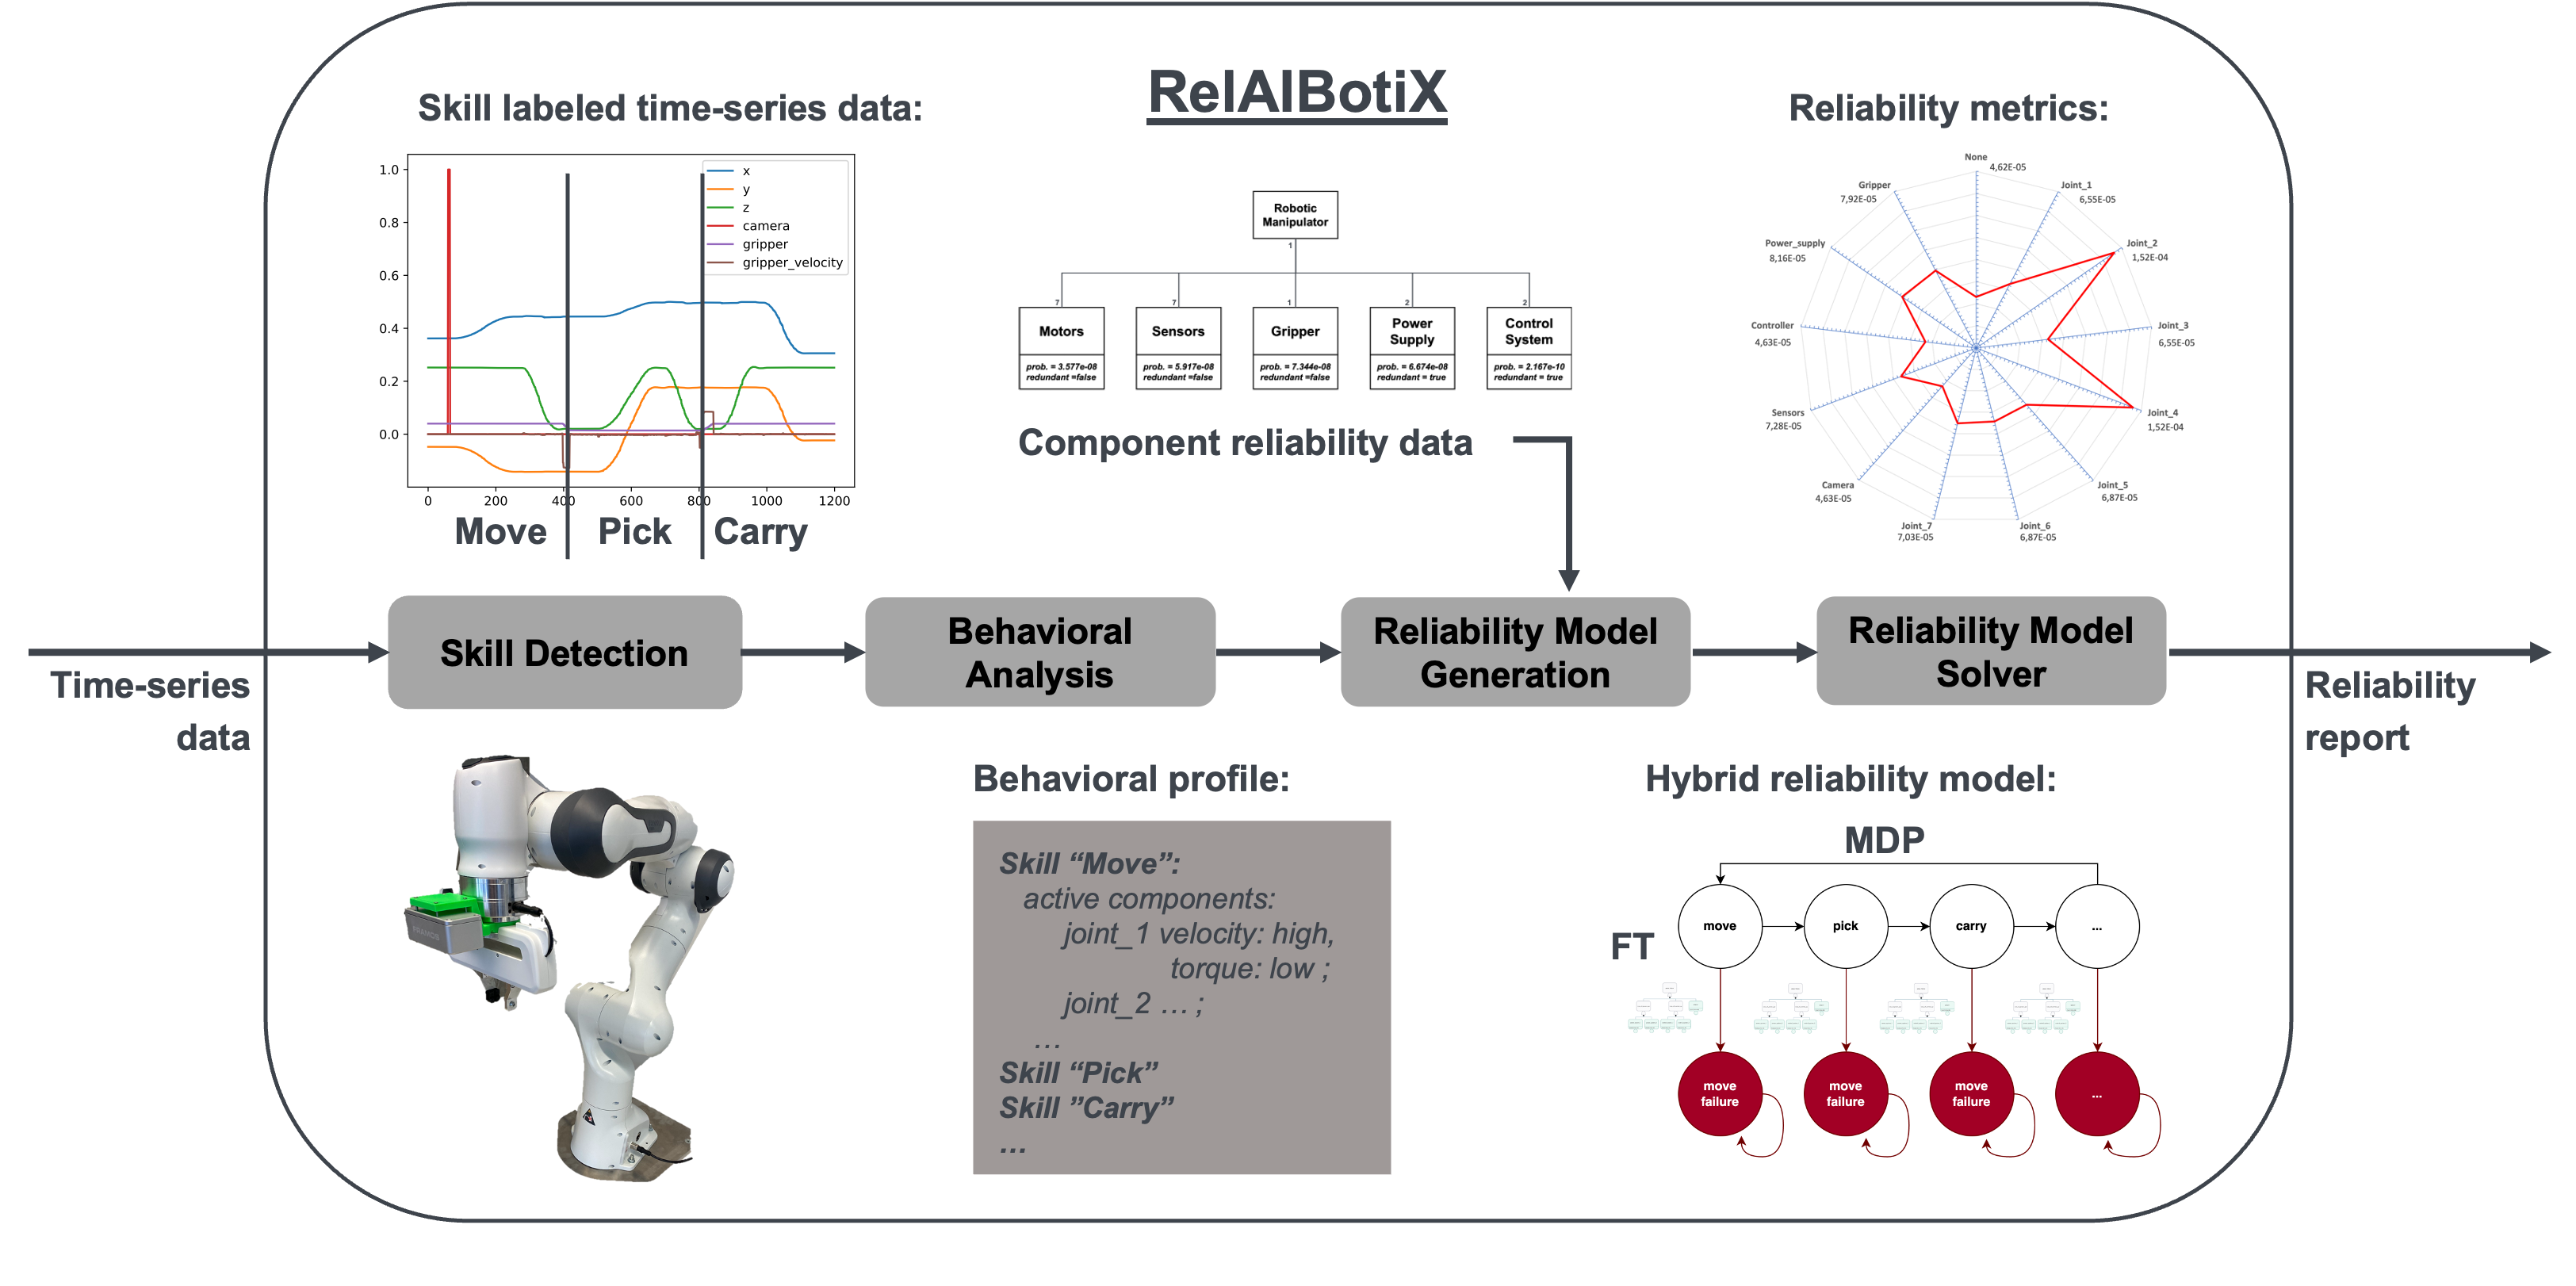 RelAIBotiX
Skill labeled time-series data:
1.0
0.8
0.6
0.4
0.2
0.0
x
y
z
camera
gripper
gripper_velocity
0 200 400 600 800 1000 1200
Move Pick Carry
Robotic
Manipulator
1
7 7 1 2 2
Motors
prob. = 3.577e-08
redundant =false
Sensors
prob. = 5.917e-08
redundant =false
Gripper
prob. = 7.344e-08
redundant =false
Power
Supply
prob. = 6.674e-08
redundant = true
Control
System
prob. = 2.167e-10
redundant = true
Component reliability data
Reliability metrics:
None
4,62E-05
Joint_1
6,55E-05
Joint_2
1,52E-04
Joint_3
6,55E-05
Joint_4
1,52E-04
Joint_5
6,87E-05
Joint_6
6,87E-05
Joint_7
7,03E-05
Camera
4,63E-05
Sensors
7,28E-05
Controller
4,63E-05
Power_supply
8,16E-05
Gripper
7,92E-05
Time-series
data
Skill Detection
Behavioral
Analysis
Reliability Model
Generation
Reliability Model
Solver
Reliability
report
Behavioral profile:
Skill “Move”:
active components:
joint_1 velocity: high,
torque: low ;
joint_2 … ;
…
Skill “Pick”
Skill ”Carry”
…
Hybrid reliability model:
MDP
FT
move
pick
carry
...
move
failure
move
failure
move
failure
...